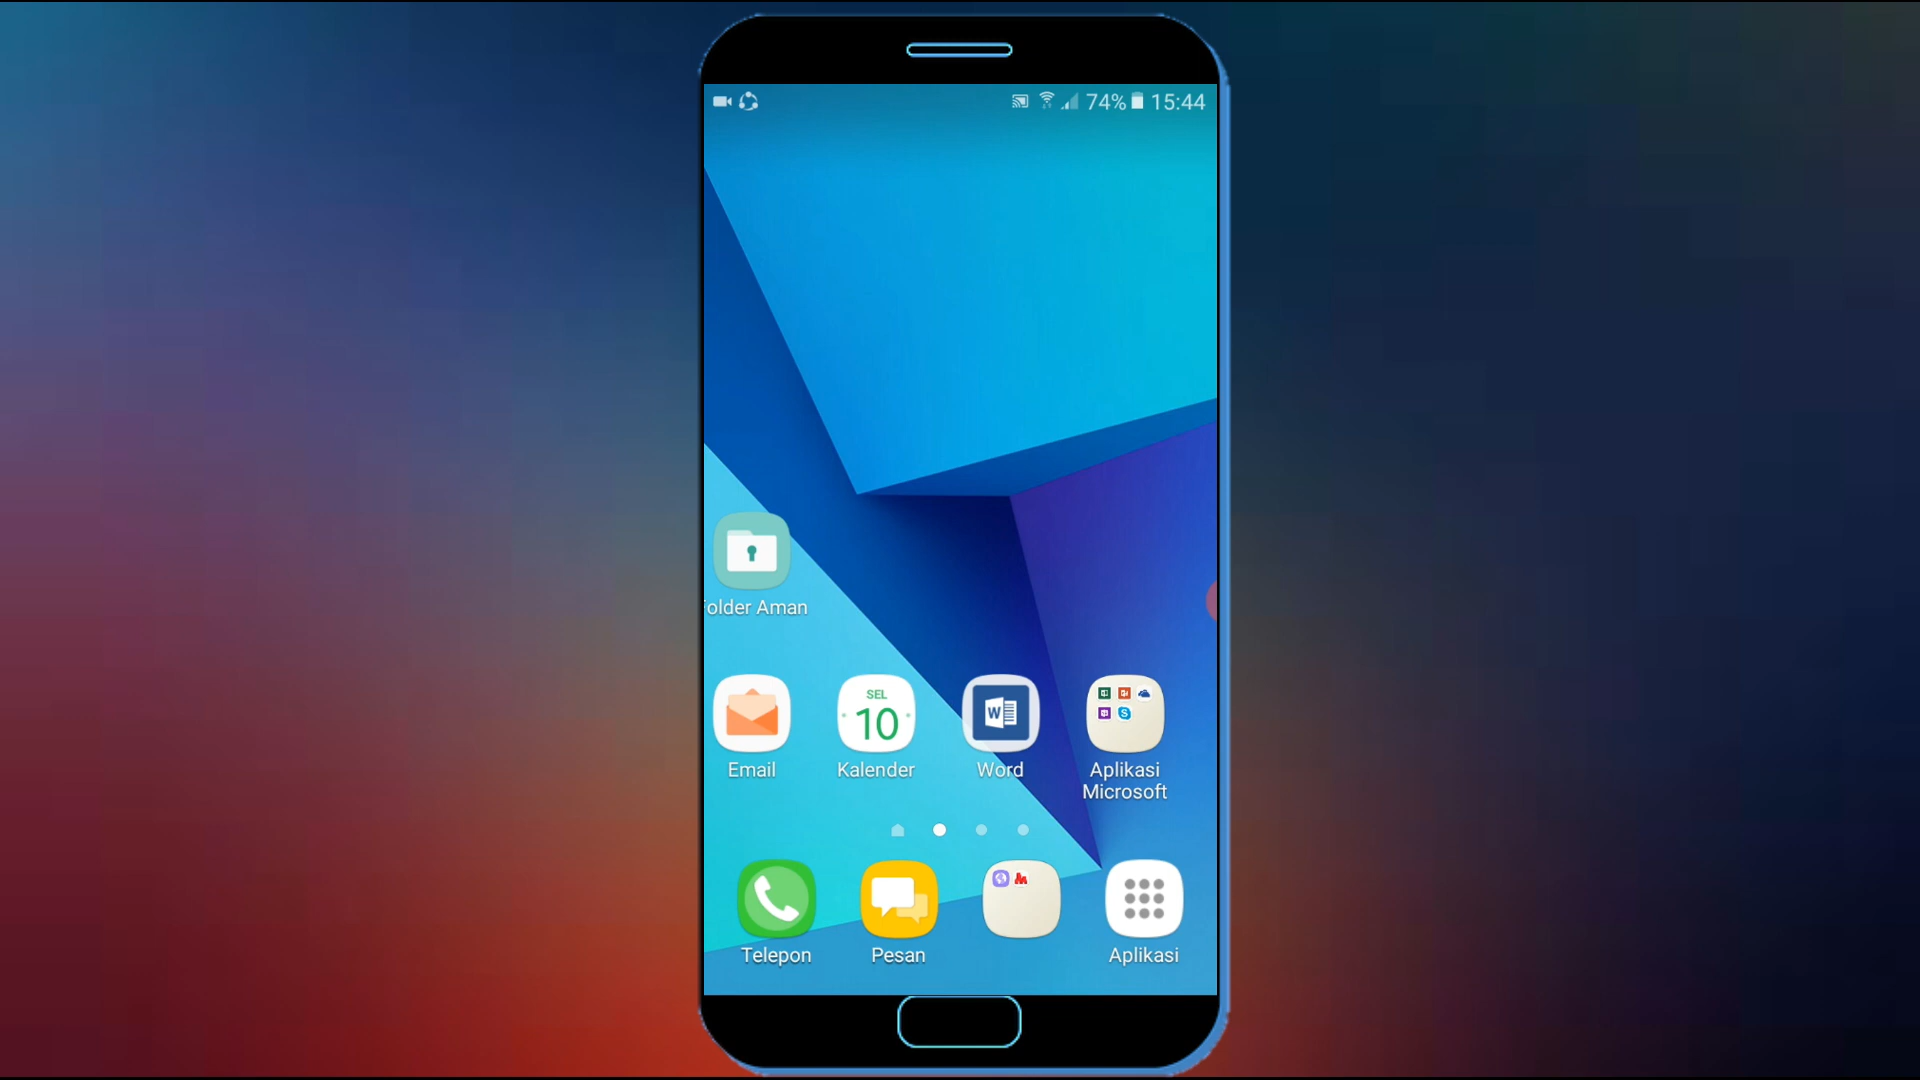 74% 15:44
older Aman
SEL
10
W
Email Kalender Word Aplikasi
Microsoft
Telepon Pesan Aplikasi